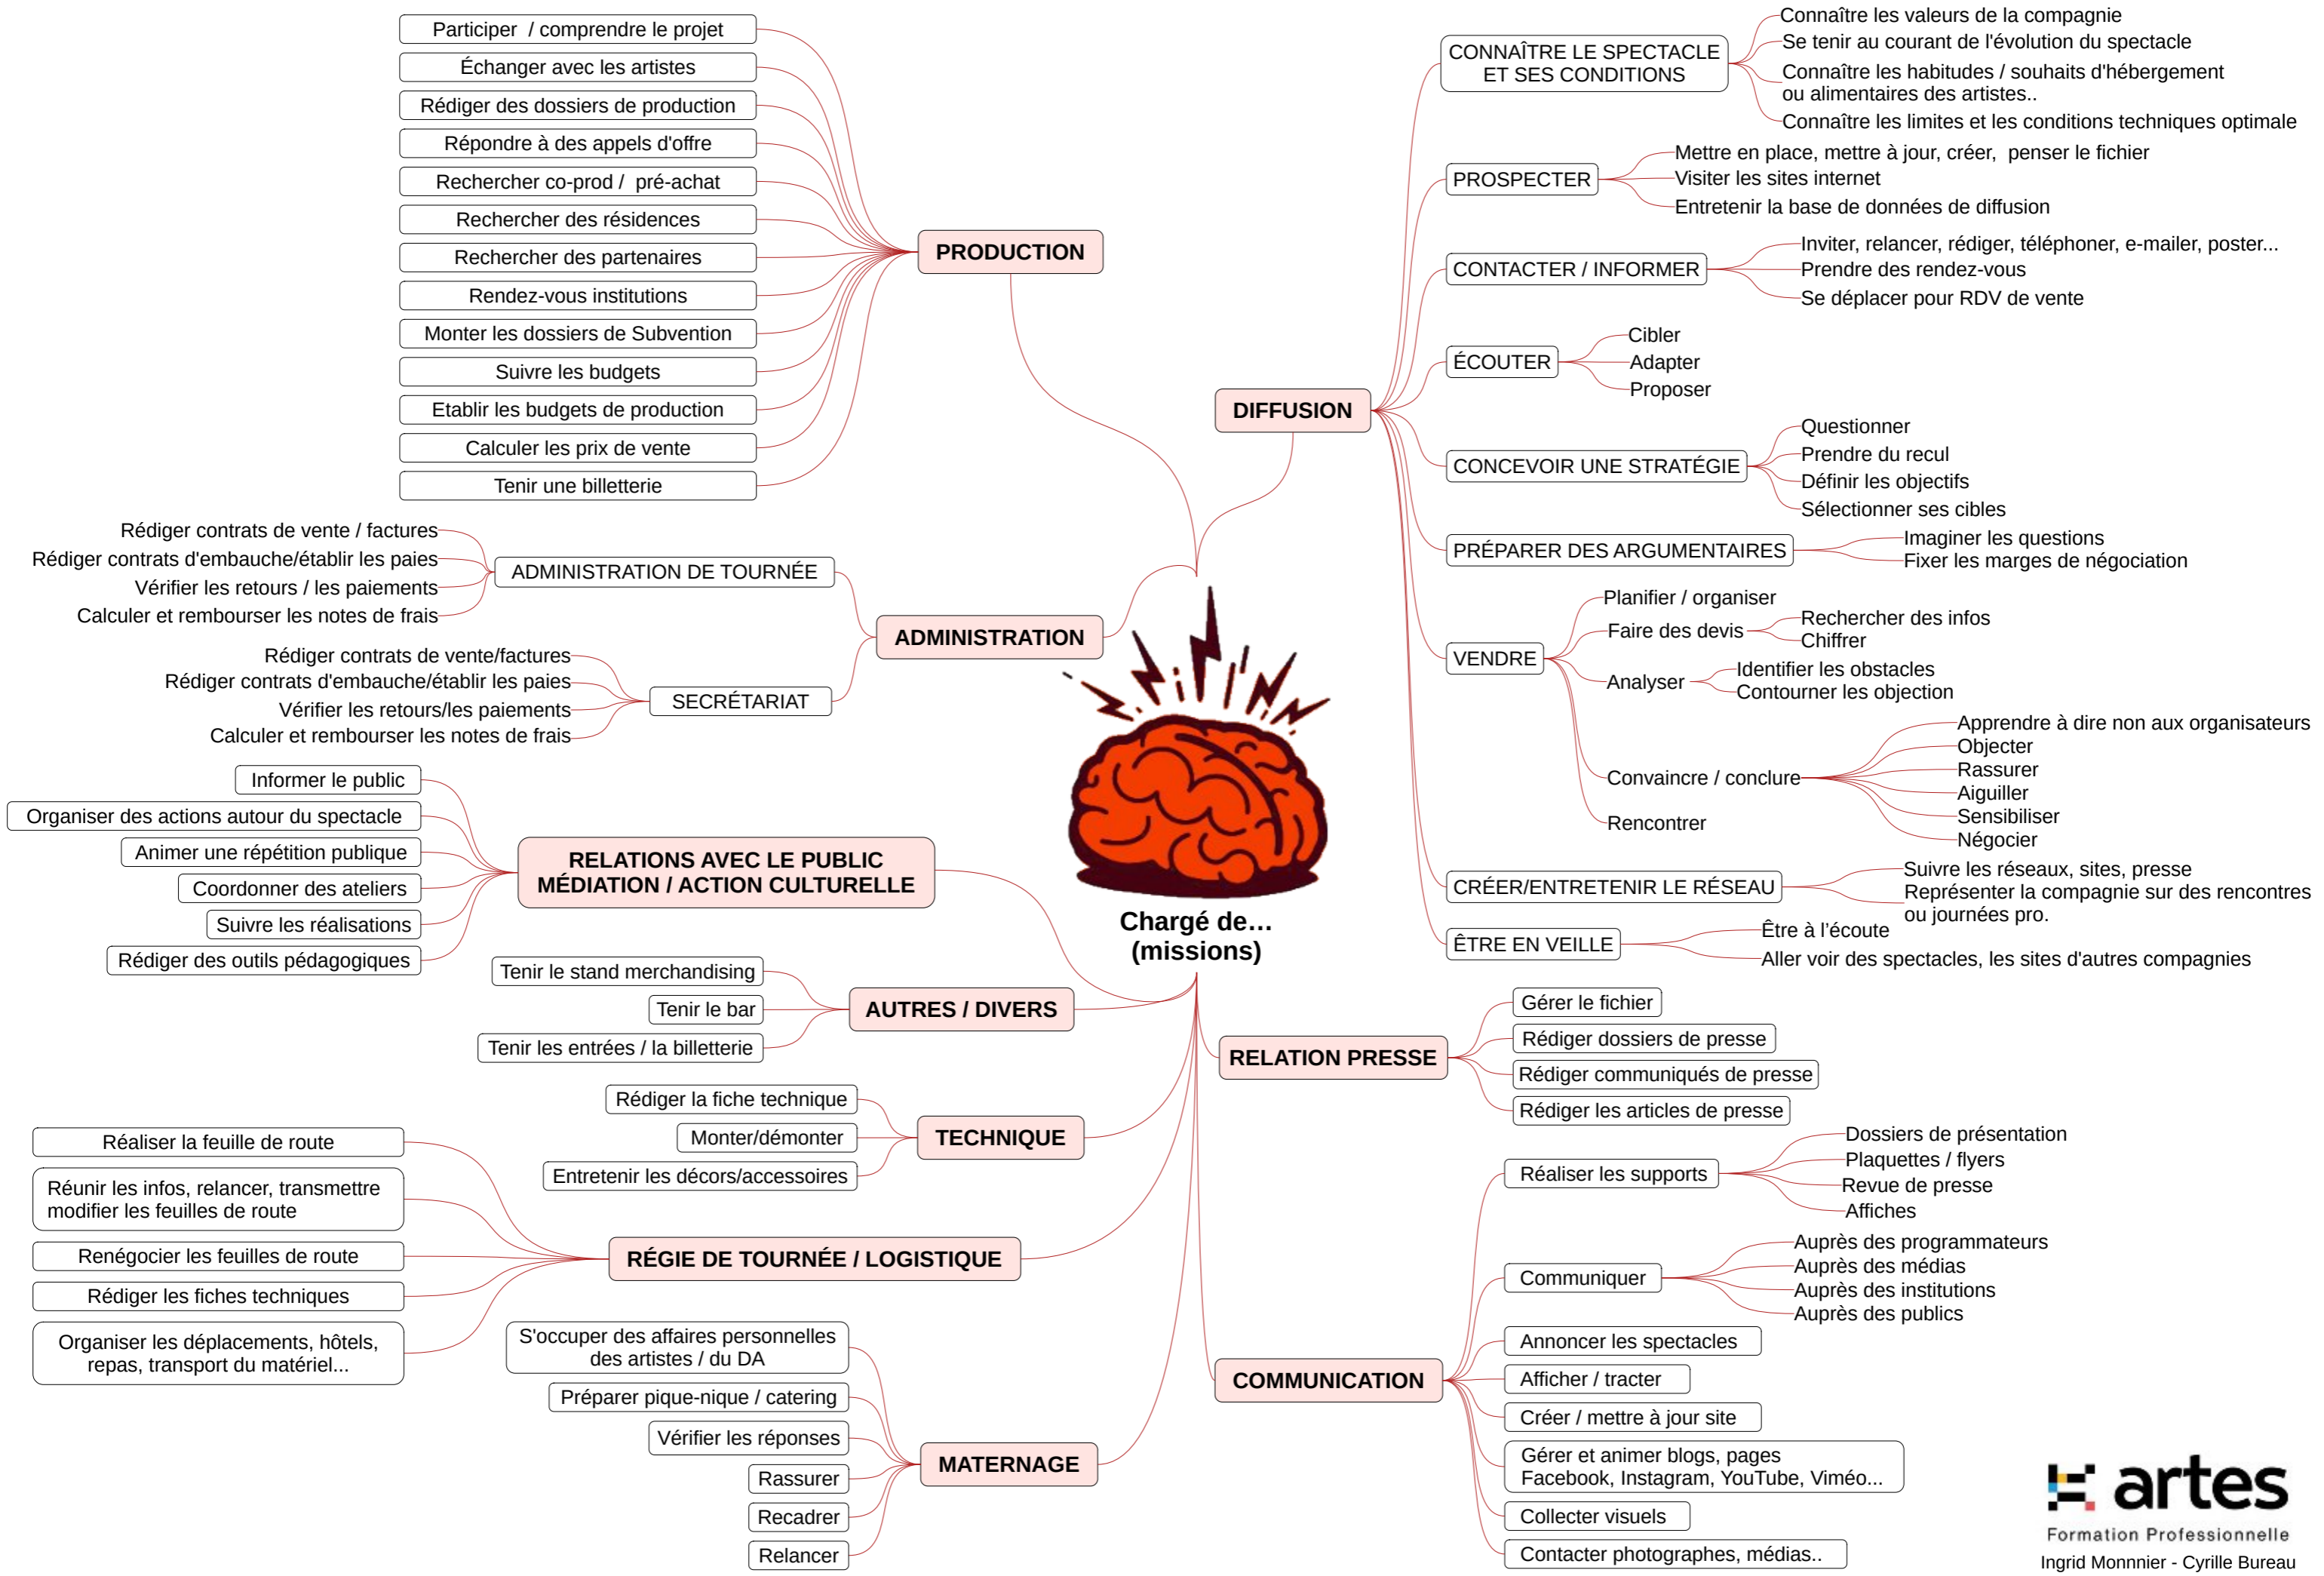 Participer  / comprendre le projet
Échanger avec les artistes
Rédiger des dossiers de production
Répondre à des appels d'offre
Rechercher co-prod /  pré-achat
Rechercher des résidences
Rechercher des partenaires
Rendez-vous institutions
Monter les dossiers de Subvention
Suivre les budgets
Etablir les budgets de production
Calculer les prix de vente
Tenir une billetterie
PRODUCTION
Rédiger contrats de vente / factures
Rédiger contrats d'embauche/établir les paies
Vérifier les retours / les paiements
Calculer et rembourser les notes de frais
ADMINISTRATION DE TOURNÉE
Rédiger contrats de vente/factures
Rédiger contrats d'embauche/établir les paies
Vérifier les retours/les paiements
Calculer et rembourser les notes de frais
SECRÉTARIAT
ADMINISTRATION
Informer le public
Organiser des actions autour du spectacle
Animer une répétition publique
Coordonner des ateliers
Suivre les réalisations
Rédiger des outils pédagogiques
RELATIONS AVEC LE PUBLIC
MÉDIATION / ACTION CULTURELLE
Tenir le stand merchandising
Tenir le bar
Tenir les entrées / la billetterie
AUTRES / DIVERS
Rédiger la fiche technique
Monter/démonter
Entretenir les décors/accessoires
TECHNIQUE
Réaliser la feuille de route
Réunir les infos, relancer, transmettre
modifier les feuilles de route
Renégocier les feuilles de route
Rédiger les fiches techniques
Organiser les déplacements, hôtels,
repas, transport du matériel...
RÉGIE DE TOURNÉE / LOGISTIQUE
S'occuper des affaires personnelles
des artistes / du DA
Préparer pique-nique / catering
Vérifier les réponses
Rassurer
Recadrer
Relancer
MATERNAGE
Chargé de…
(missions)
DIFFUSION
CONNAÎTRE LE SPECTACLE
ET SES CONDITIONS
Connaître les valeurs de la compagnie
Se tenir au courant de l'évolution du spectacle
Connaître les habitudes / souhaits d'hébergement
ou alimentaires des artistes..
Connaître les limites et les conditions techniques optimale
PROSPECTER
Mettre en place, mettre à jour, créer,  penser le fichier
Visiter les sites internet
Entretenir la base de données de diffusion
CONTACTER / INFORMER
Inviter, relancer, rédiger, téléphoner, e-mailer, poster...
Prendre des rendez-vous
Se déplacer pour RDV de vente
ÉCOUTER
Cibler
Adapter
Proposer
CONCEVOIR UNE STRATÉGIE
Questionner
Prendre du recul
Définir les objectifs
Sélectionner ses cibles
PRÉPARER DES ARGUMENTAIRES
Imaginer les questions
Fixer les marges de négociation
VENDRE
Planifier / organiser
Faire des devis
Rechercher des infos
Chiffrer
Analyser
Identifier les obstacles
Contourner les objection
Convaincre / conclure
Apprendre à dire non aux organisateurs
Objecter
Rassurer
Aiguiller
Sensibiliser
Négocier
Rencontrer
CRÉER/ENTRETENIR LE RÉSEAU
Suivre les réseaux, sites, presse
Représenter la compagnie sur des rencontres
ou journées pro.
ÊTRE EN VEILLE
Être à l'écoute
Aller voir des spectacles, les sites d'autres compagnies
RELATION PRESSE
Gérer le fichier
Rédiger dossiers de presse
Rédiger communiqués de presse
Rédiger les articles de presse
COMMUNICATION
Réaliser les supports
Dossiers de présentation
Plaquettes / flyers
Revue de presse
Affiches
Communiquer
Auprès des programmateurs
Auprès des médias
Auprès des institutions
Auprès des publics
Annoncer les spectacles
Afficher / tracter
Créer / mettre à jour site
Gérer et animer blogs, pages
Facebook, Instagram, YouTube, Viméo...
Collecter visuels
Contacter photographes, médias..
artes
Formation Professionnelle
Ingrid Monnnier - Cyrille Bureau